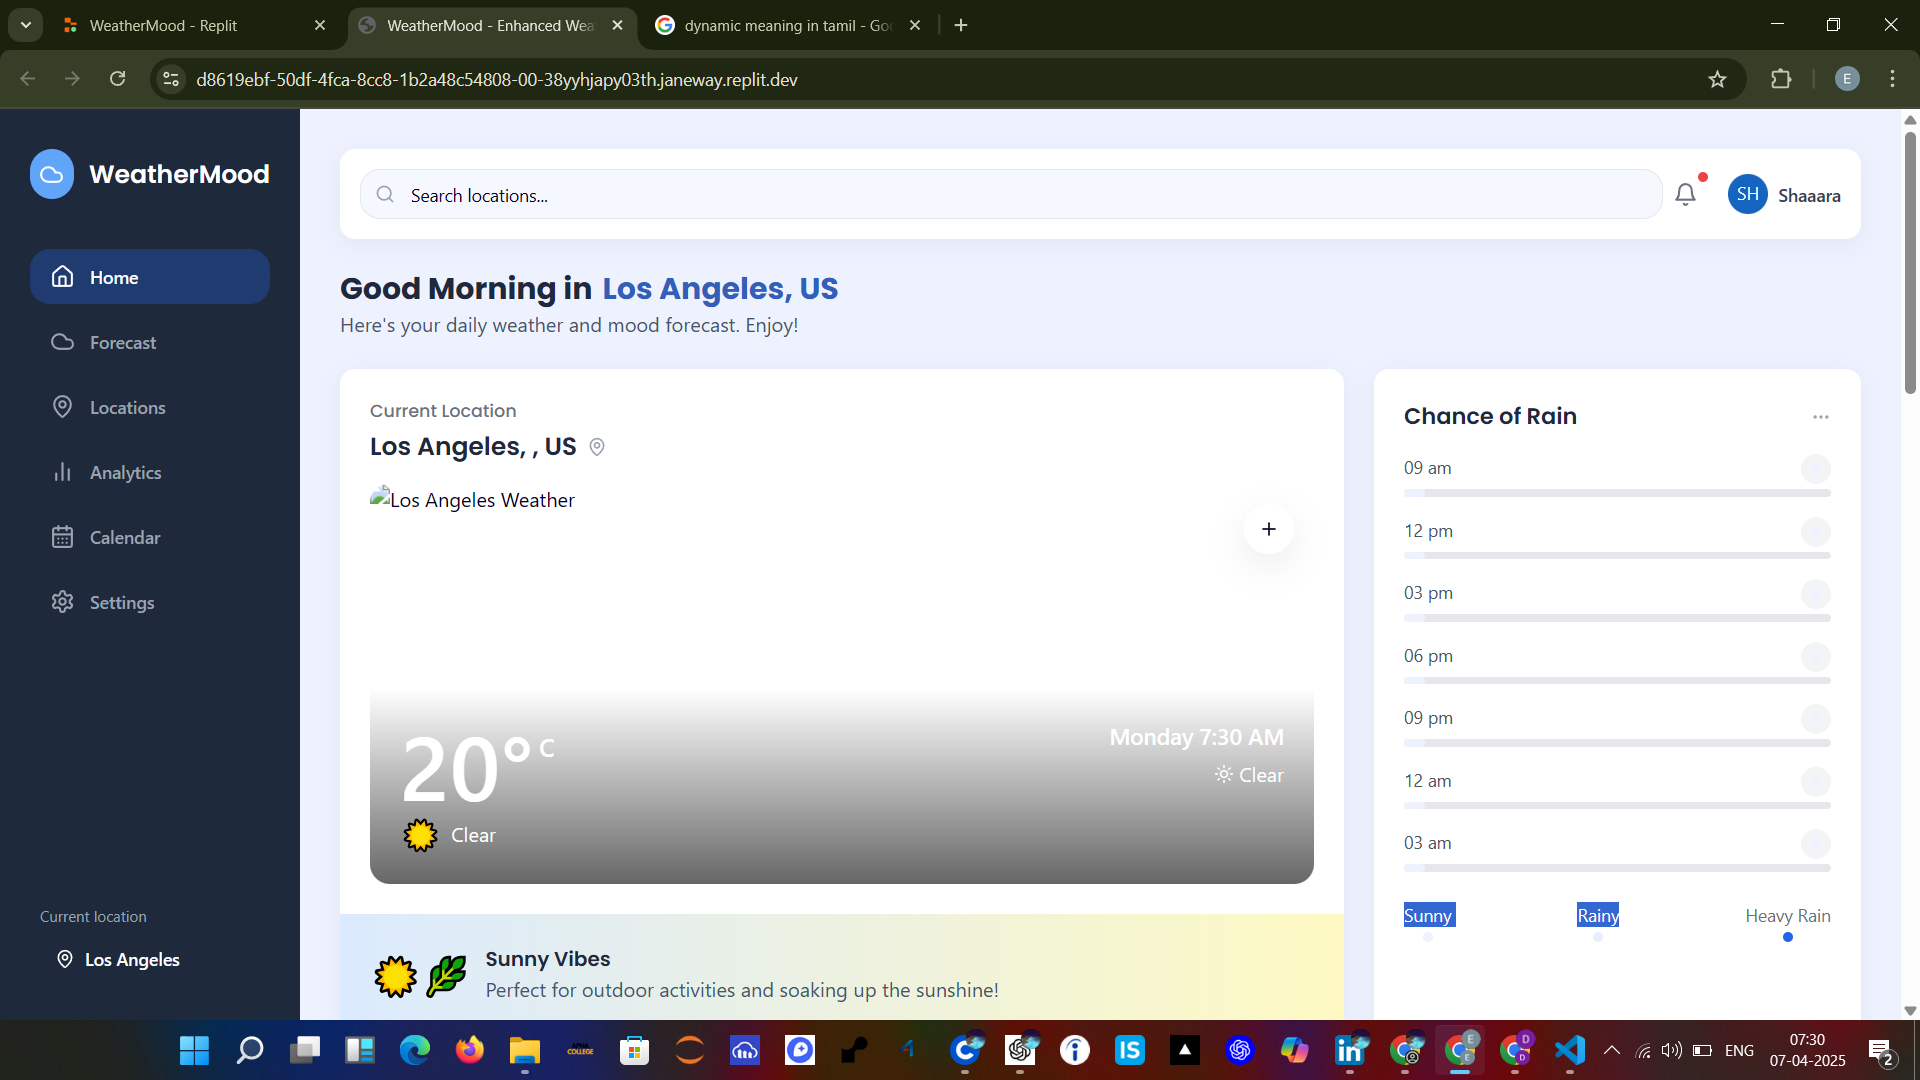 WeatherMood - Replit
WeatherMood - Enhanced Wea
dynamic meaning in tamil - Goo
d8619ebf-50df-4fca-8cc8-1b2a48c54808-00-38yyhjapy03th.janeway.replit.dev
E
WeatherMood
Home
Forecast
Locations
Analytics
Calendar
Settings
Current location
Los Angeles
Search locations...
SH Shaaara
Good Morning in Los Angeles, US
Here's your daily weather and mood forecast. Enjoy!
Current Location
Los Angeles, , US
Los Angeles Weather
+
20° C
Clear
Monday 7:30 AM
Clear
Sunny Vibes
Perfect for outdoor activities and soaking up the sunshine!
Chance of Rain
09 am
12 pm
03 pm
06 pm
09 pm
12 am
03 am
Sunny Rainy Heavy Rain
ENG
07:30
07-04-2025
2